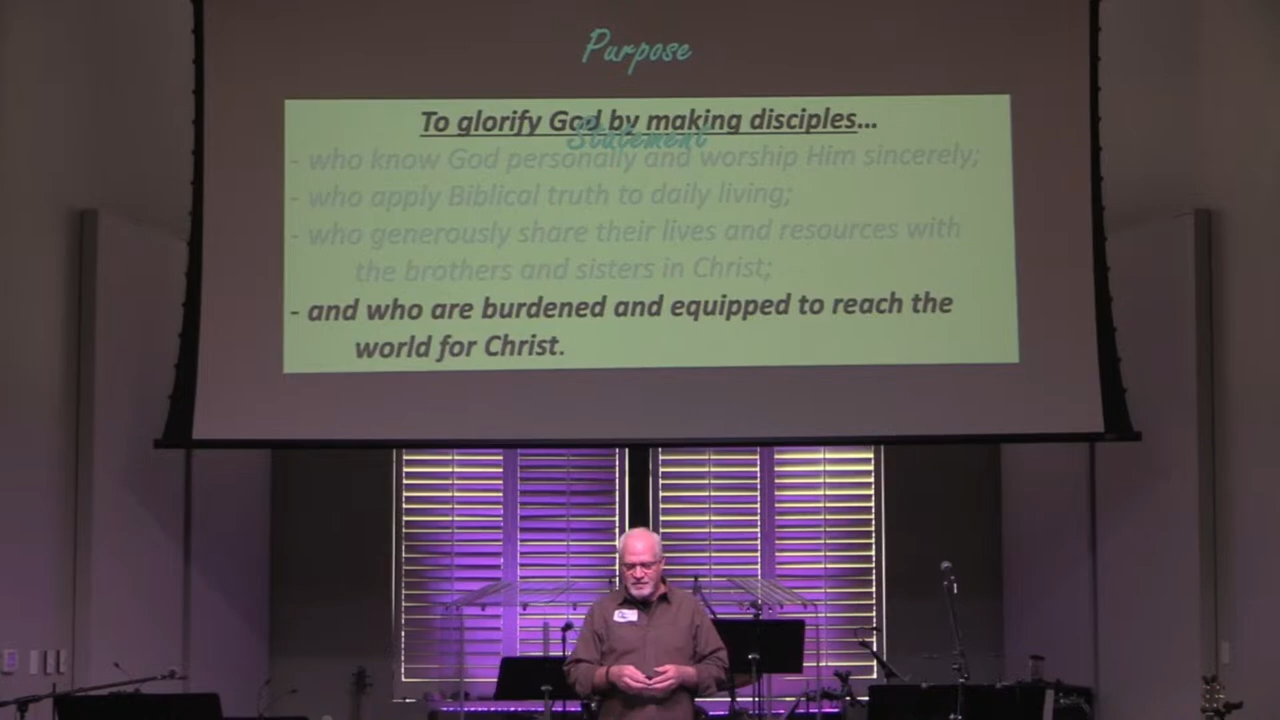 Purpose
To glorify God by making disciples...
Statement
- who know God personally and worship Him sincerely;
- who apply Biblical truth to daily living;
- who generously share their lives and resources with
the brothers and sisters in Christ;
- and who are burdened and equipped to reach the
world for Christ.